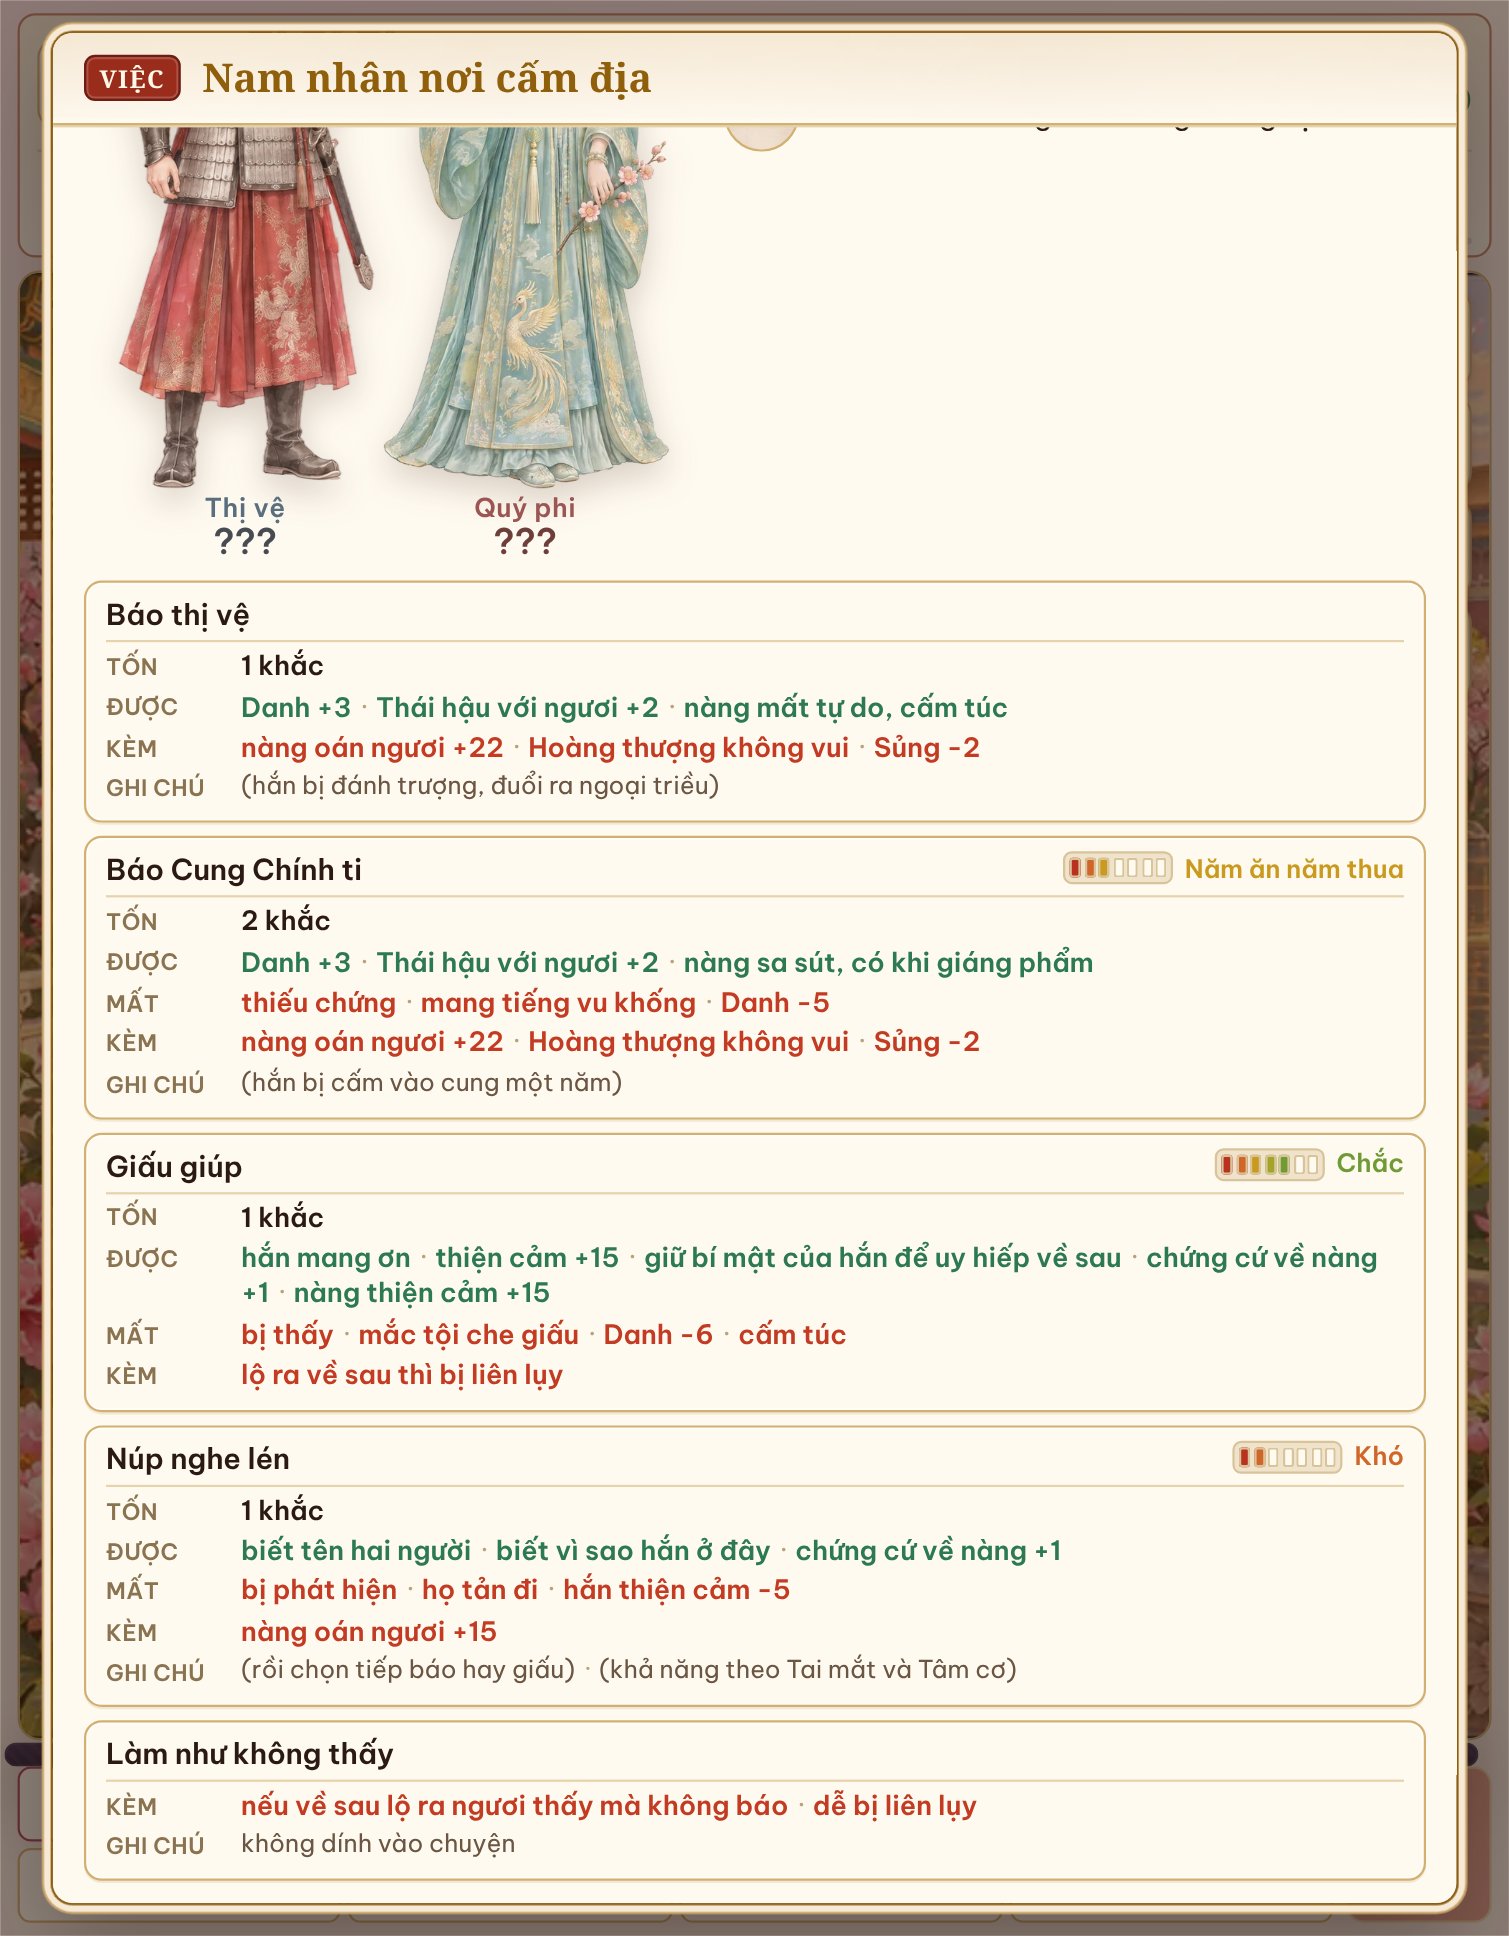 VIỆC Nam nhân nơi cấm địa
Thị vệ
???
Quý phi
???
Báo thị vệ
TỐN 1 khắc
ĐƯỢC Danh +3 · Thái hậu với ngươi +2 · nàng mất tự do, cấm túc
KÈM nàng oán ngươi +22 · Hoàng thượng không vui · Sủng -2
GHI CHÚ (hắn bị đánh trượng, đuổi ra ngoại triều)
Báo Cung Chính ti Năm ăn năm thua
TỐN 2 khắc
ĐƯỢC Danh +3 · Thái hậu với ngươi +2 · nàng sa sút, có khi giáng phẩm
MẤT thiếu chứng · mang tiếng vu khống · Danh -5
KÈM nàng oán ngươi +22 · Hoàng thượng không vui · Sủng -2
GHI CHÚ (hắn bị cấm vào cung một năm)
Giấu giúp Chắc
TỐN 1 khắc
ĐƯỢC hắn mang ơn · thiện cảm +15 · giữ bí mật của hắn để uy hiếp về sau · chứng cứ về nàng
+1 · nàng thiện cảm +15
MẤT bị thấy · mắc tội che giấu · Danh -6 · cấm túc
KÈM lộ ra về sau thì bị liên lụy
Núp nghe lén Khó
TỐN 1 khắc
ĐƯỢC biết tên hai người · biết vì sao hắn ở đây · chứng cứ về nàng +1
MẤT bị phát hiện · họ tản đi · hắn thiện cảm -5
KÈM nàng oán ngươi +15
GHI CHÚ (rồi chọn tiếp báo hay giấu) · (khả năng theo Tai mắt và Tâm cơ)
Làm như không thấy
KÈM nếu về sau lộ ra ngươi thấy mà không báo · dễ bị liên lụy
GHI CHÚ không dính vào chuyện